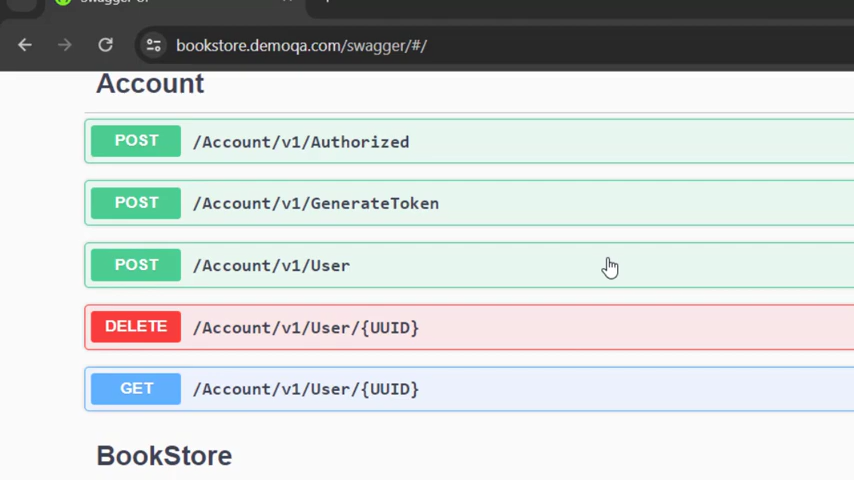 bookstore.demoqa.com/swagger/#/
Account
POST /Account/v1/Authorized
POST /Account/v1/GenerateToken
POST /Account/v1/User
DELETE /Account/v1/User/{UUID}
GET /Account/v1/User/{UUID}
BookStore